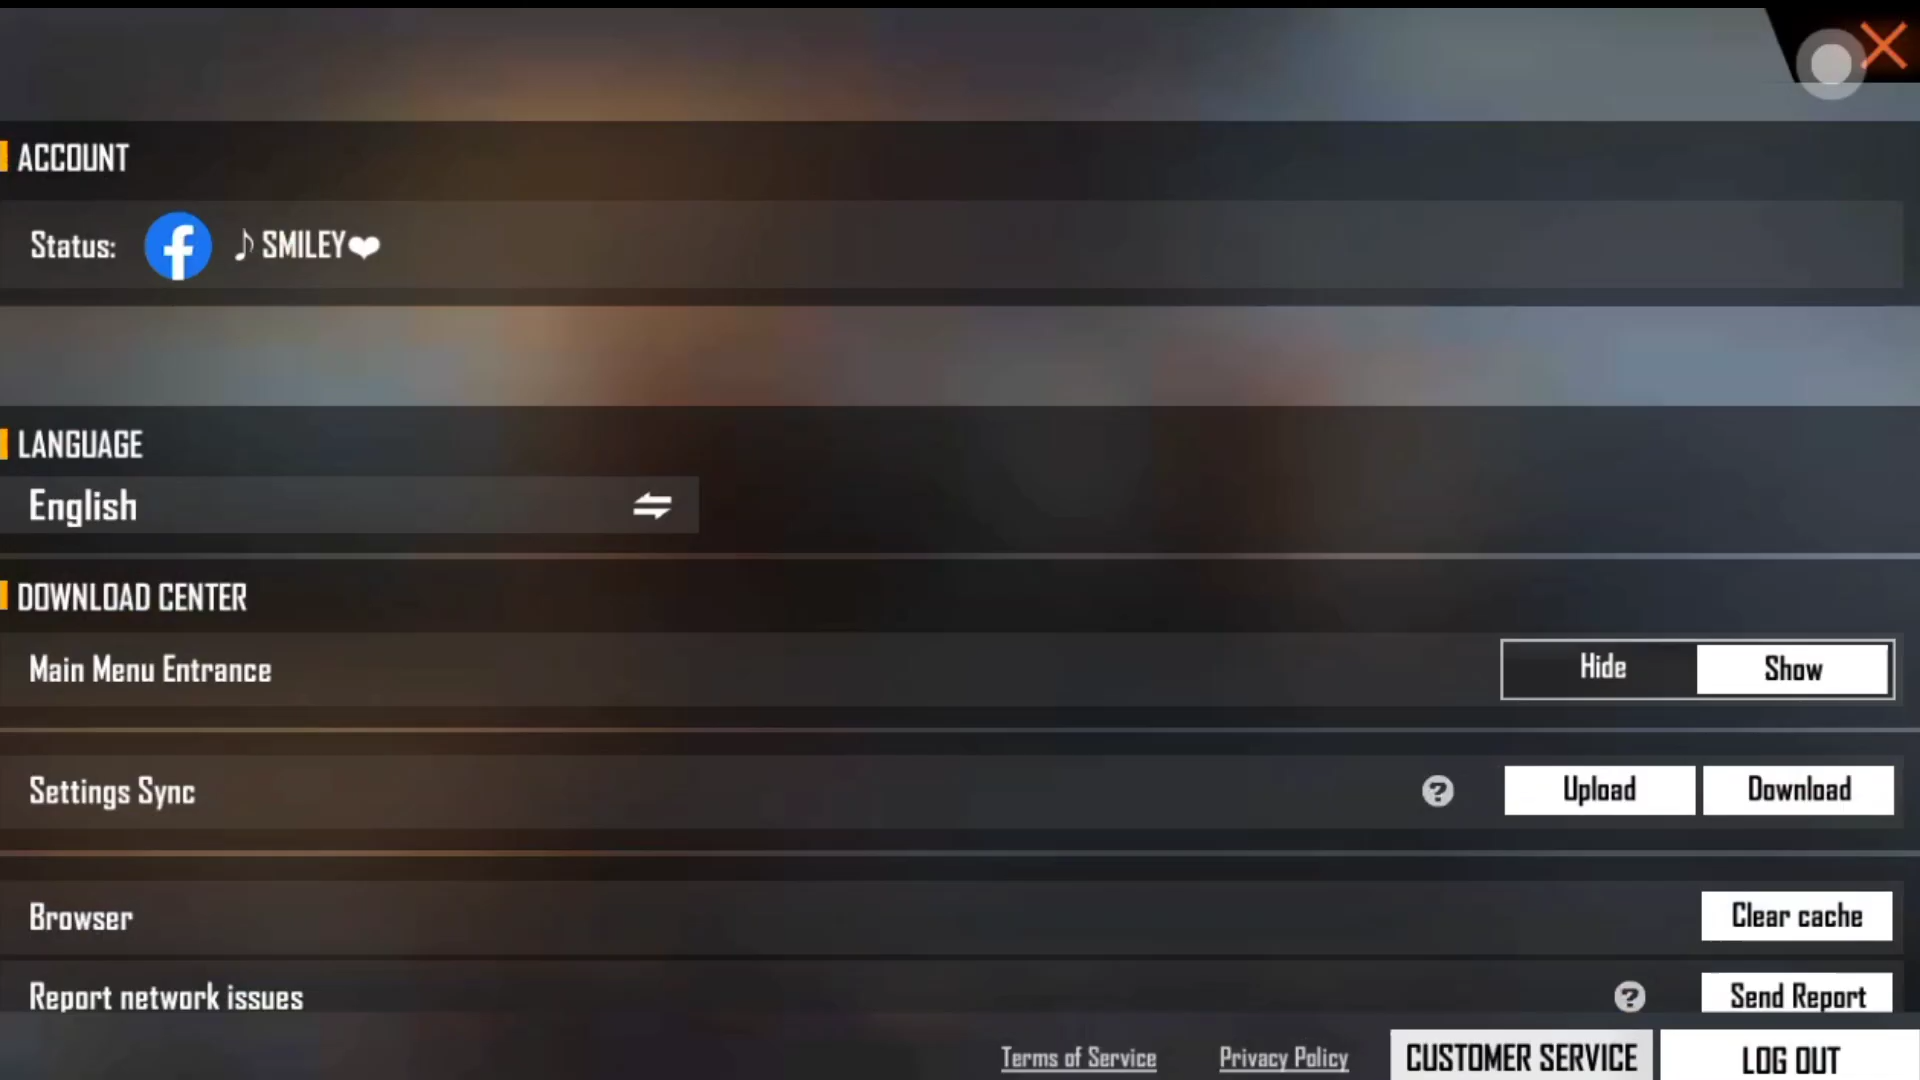 ACCOUNT
Status: ♪ SMILEY❤
LANGUAGE
English
DOWNLOAD CENTER
Main Menu Entrance Hide Show
Settings Sync ? Upload Download
Browser Clear cache
Report network issues ? Send Report
Terms of Service Privacy Policy CUSTOMER SERVICE LOG OUT